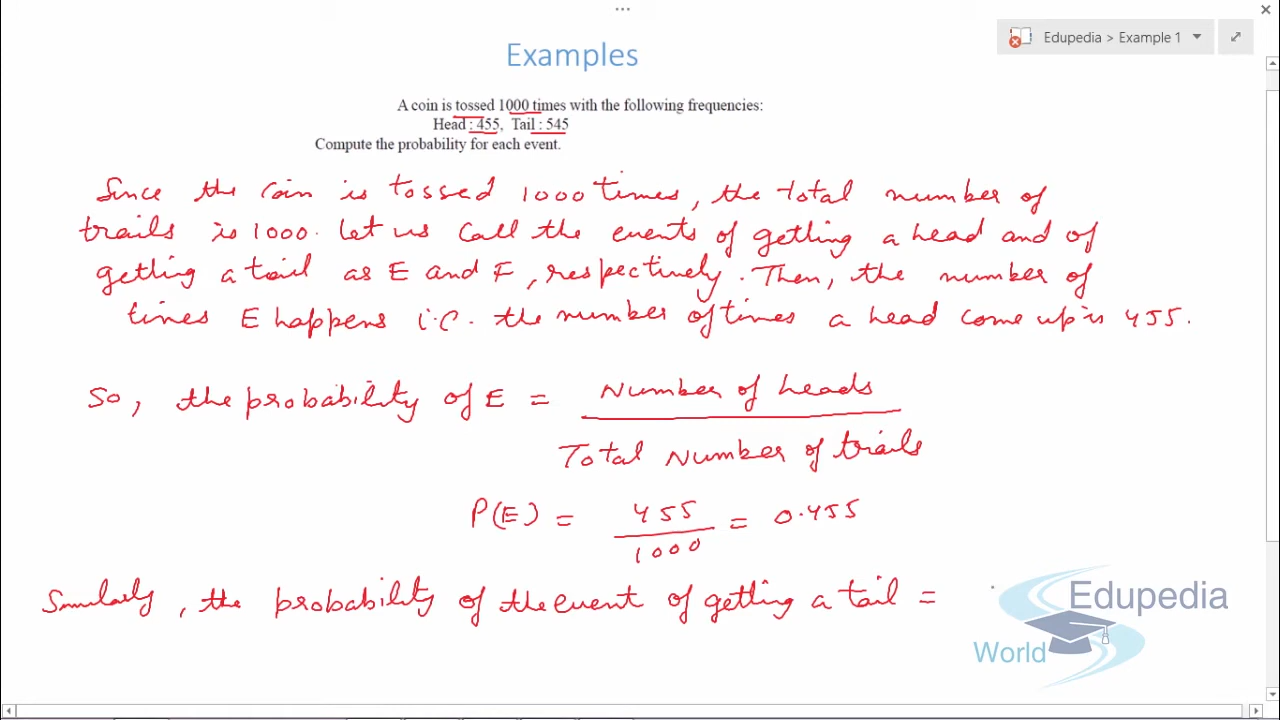 ...
Edupedia > Example 1
Examples
A coin is tossed 1000 times with the following frequencies:
Head : 455, Tail : 545
Compute the probability for each event.
Since the coin is tossed 1000 times, the total number of
trails is 1000. Let us call the events of getting a head and of
getting a tail as E and F, respectively. Then, the number of
times E happens i.e. the number of times a head come up is 455.
So, the probability of E = Number of heads
Total Number of trails
P(E) = 455/1000 = 0.455
Similarly, the probability of the event of getting a tail =
Edupedia
World